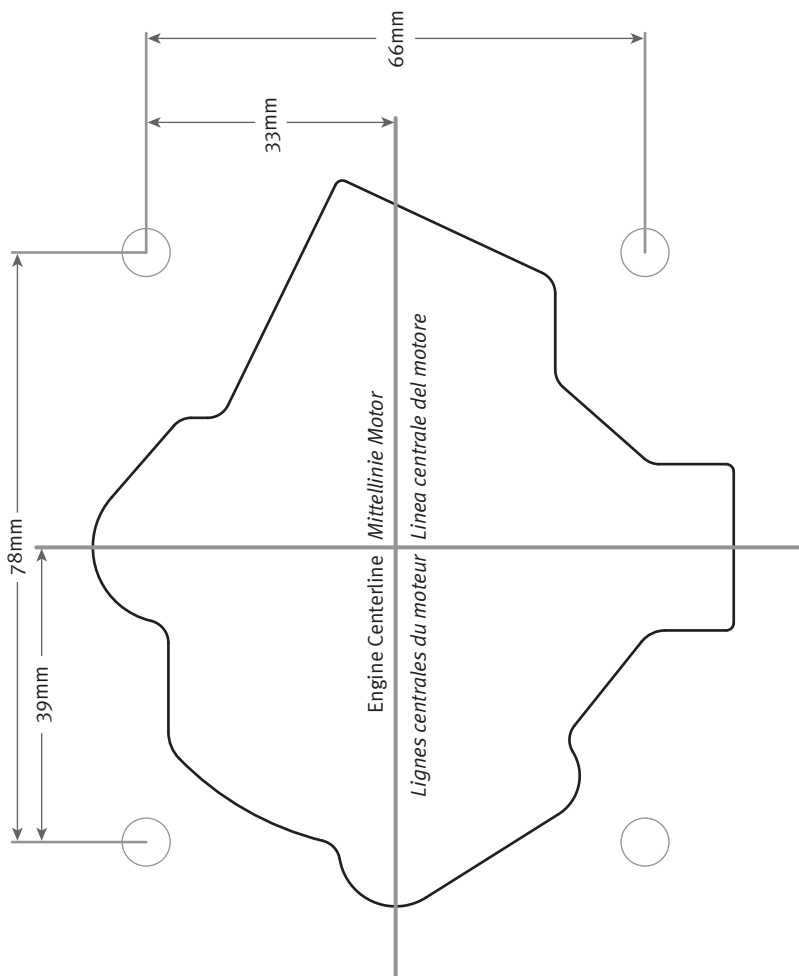 66mm
33mm
78mm
39mm
Engine Centerline Mittellinie Motor
Lignes centrales du moteur Linea centrale del motore